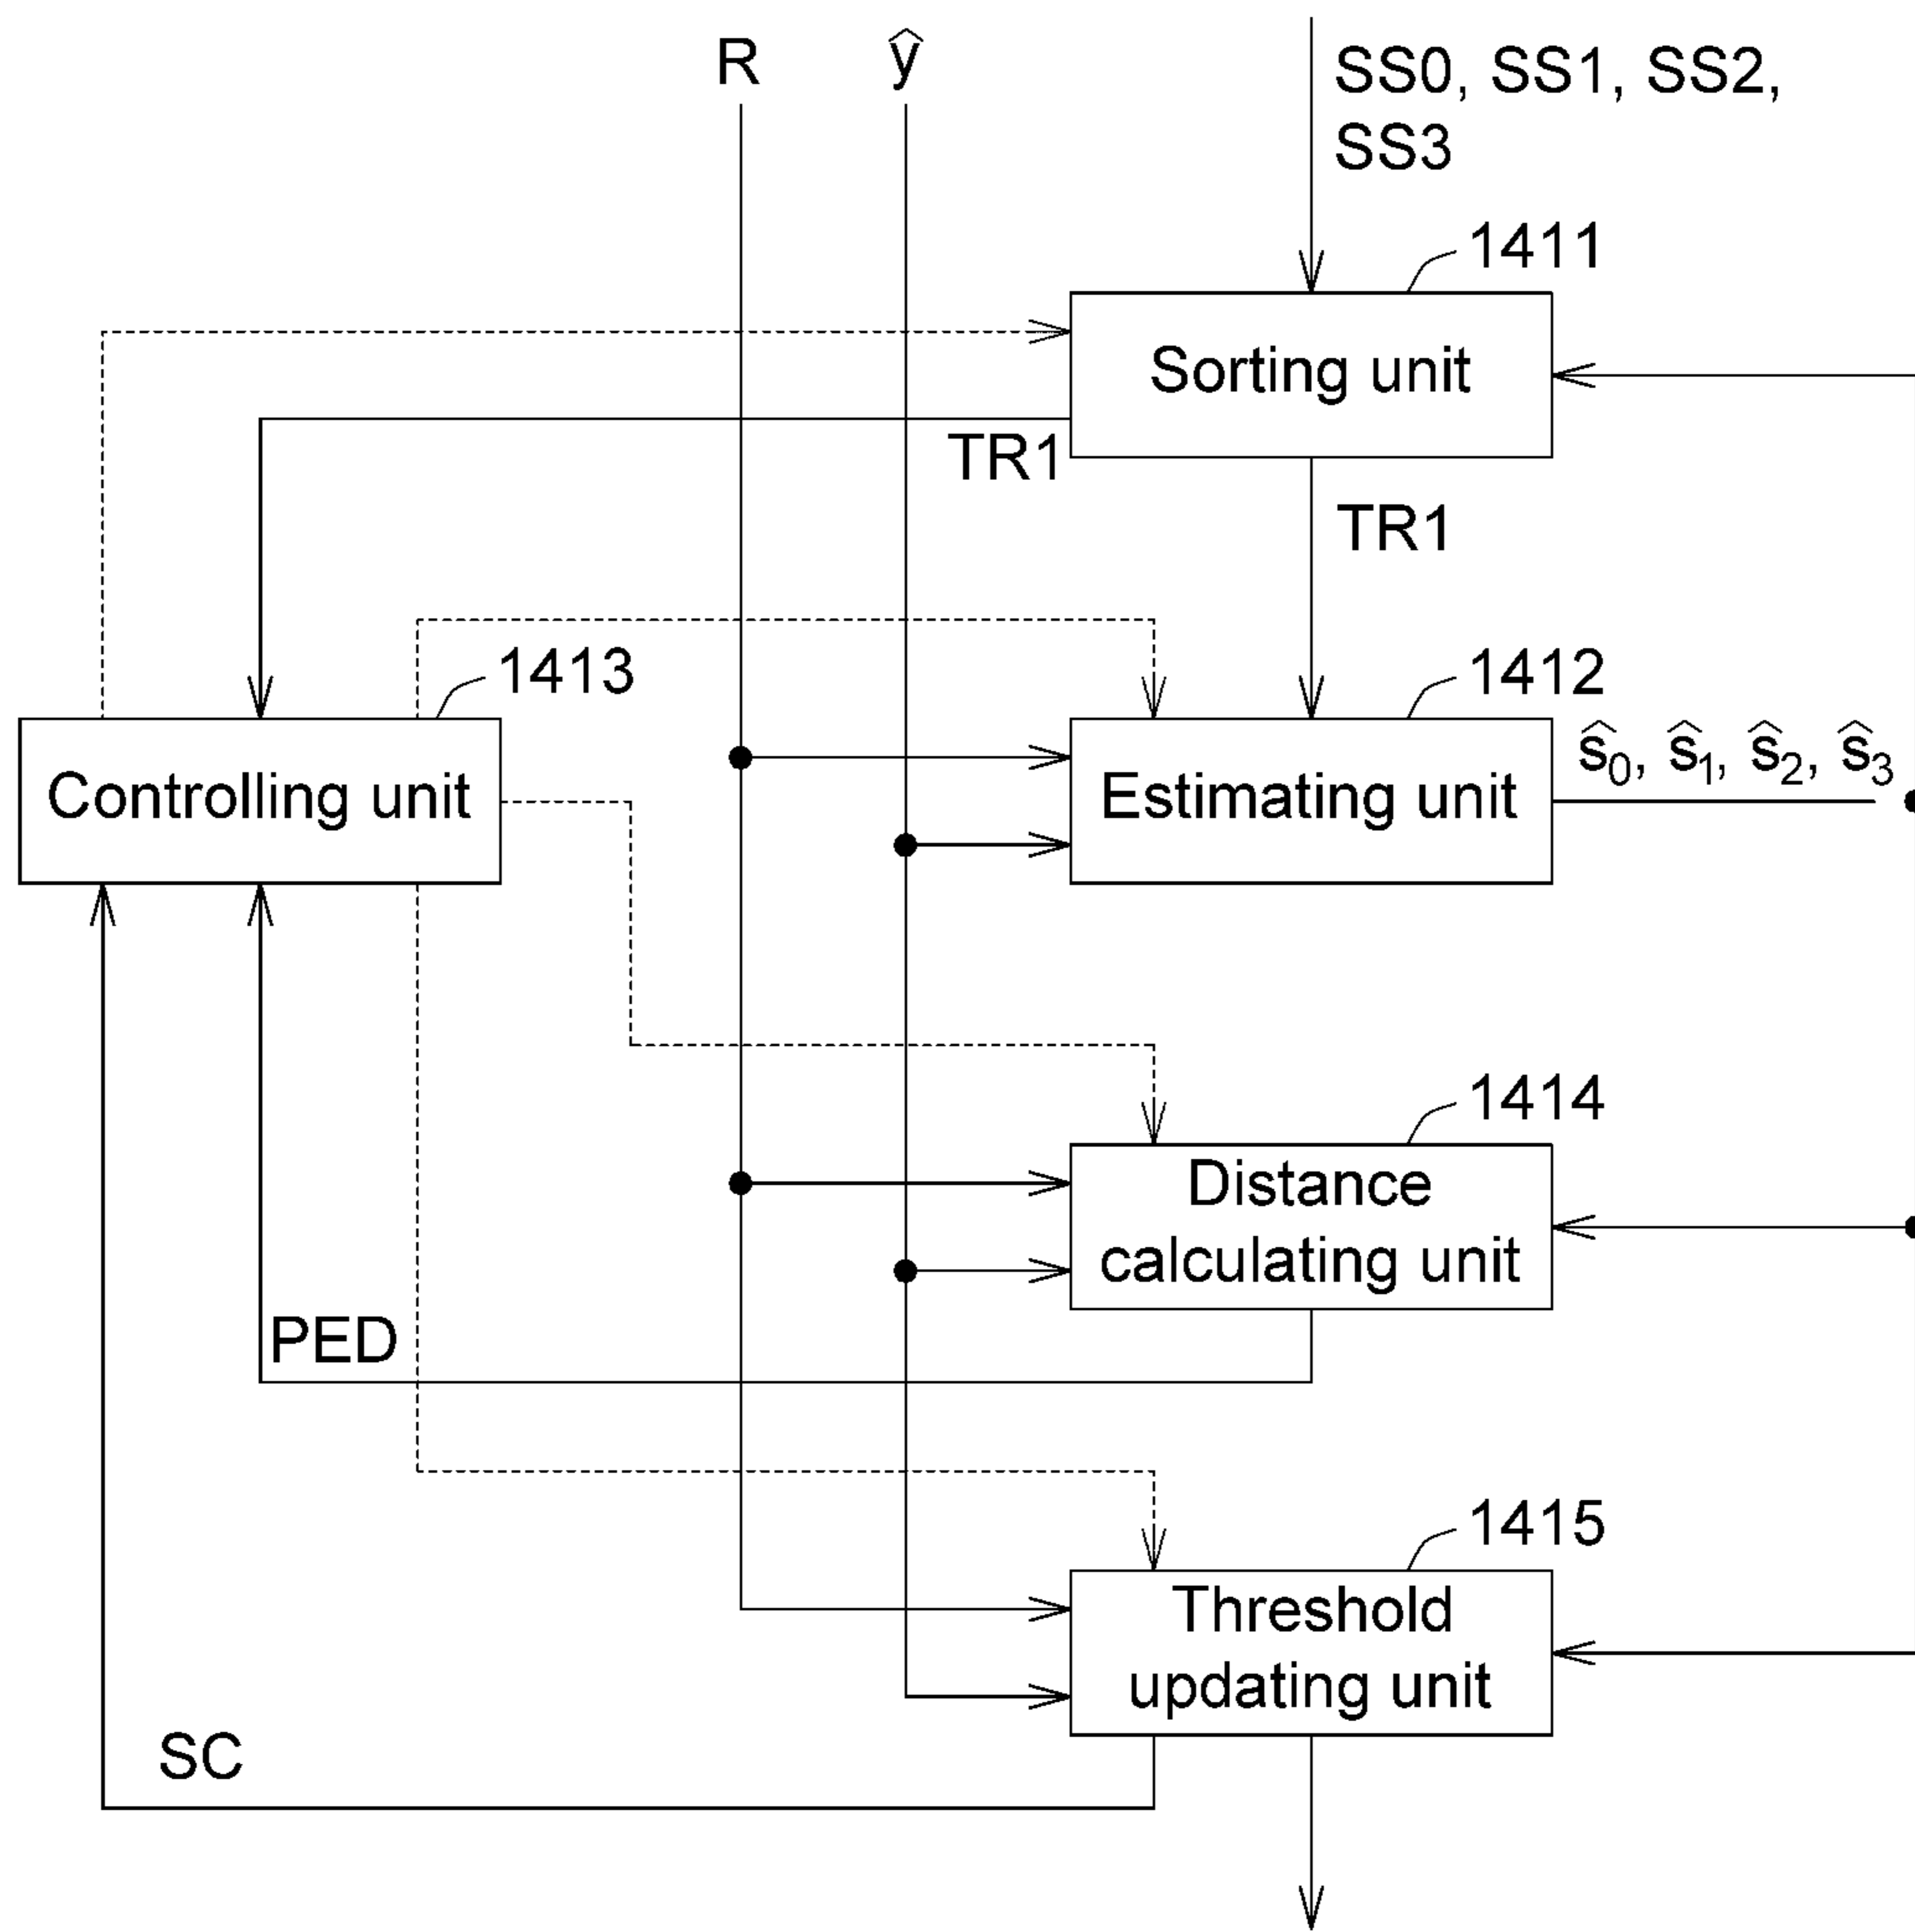 R
ŷ
SS0, SS1, SS2,
SS3
1411
Sorting unit
TR1
TR1
1413
Controlling unit
1412
Estimating unit
ŝ₀, ŝ₁, ŝ₂, ŝ₃
1414
Distance
calculating unit
PED
1415
Threshold
updating unit
SC